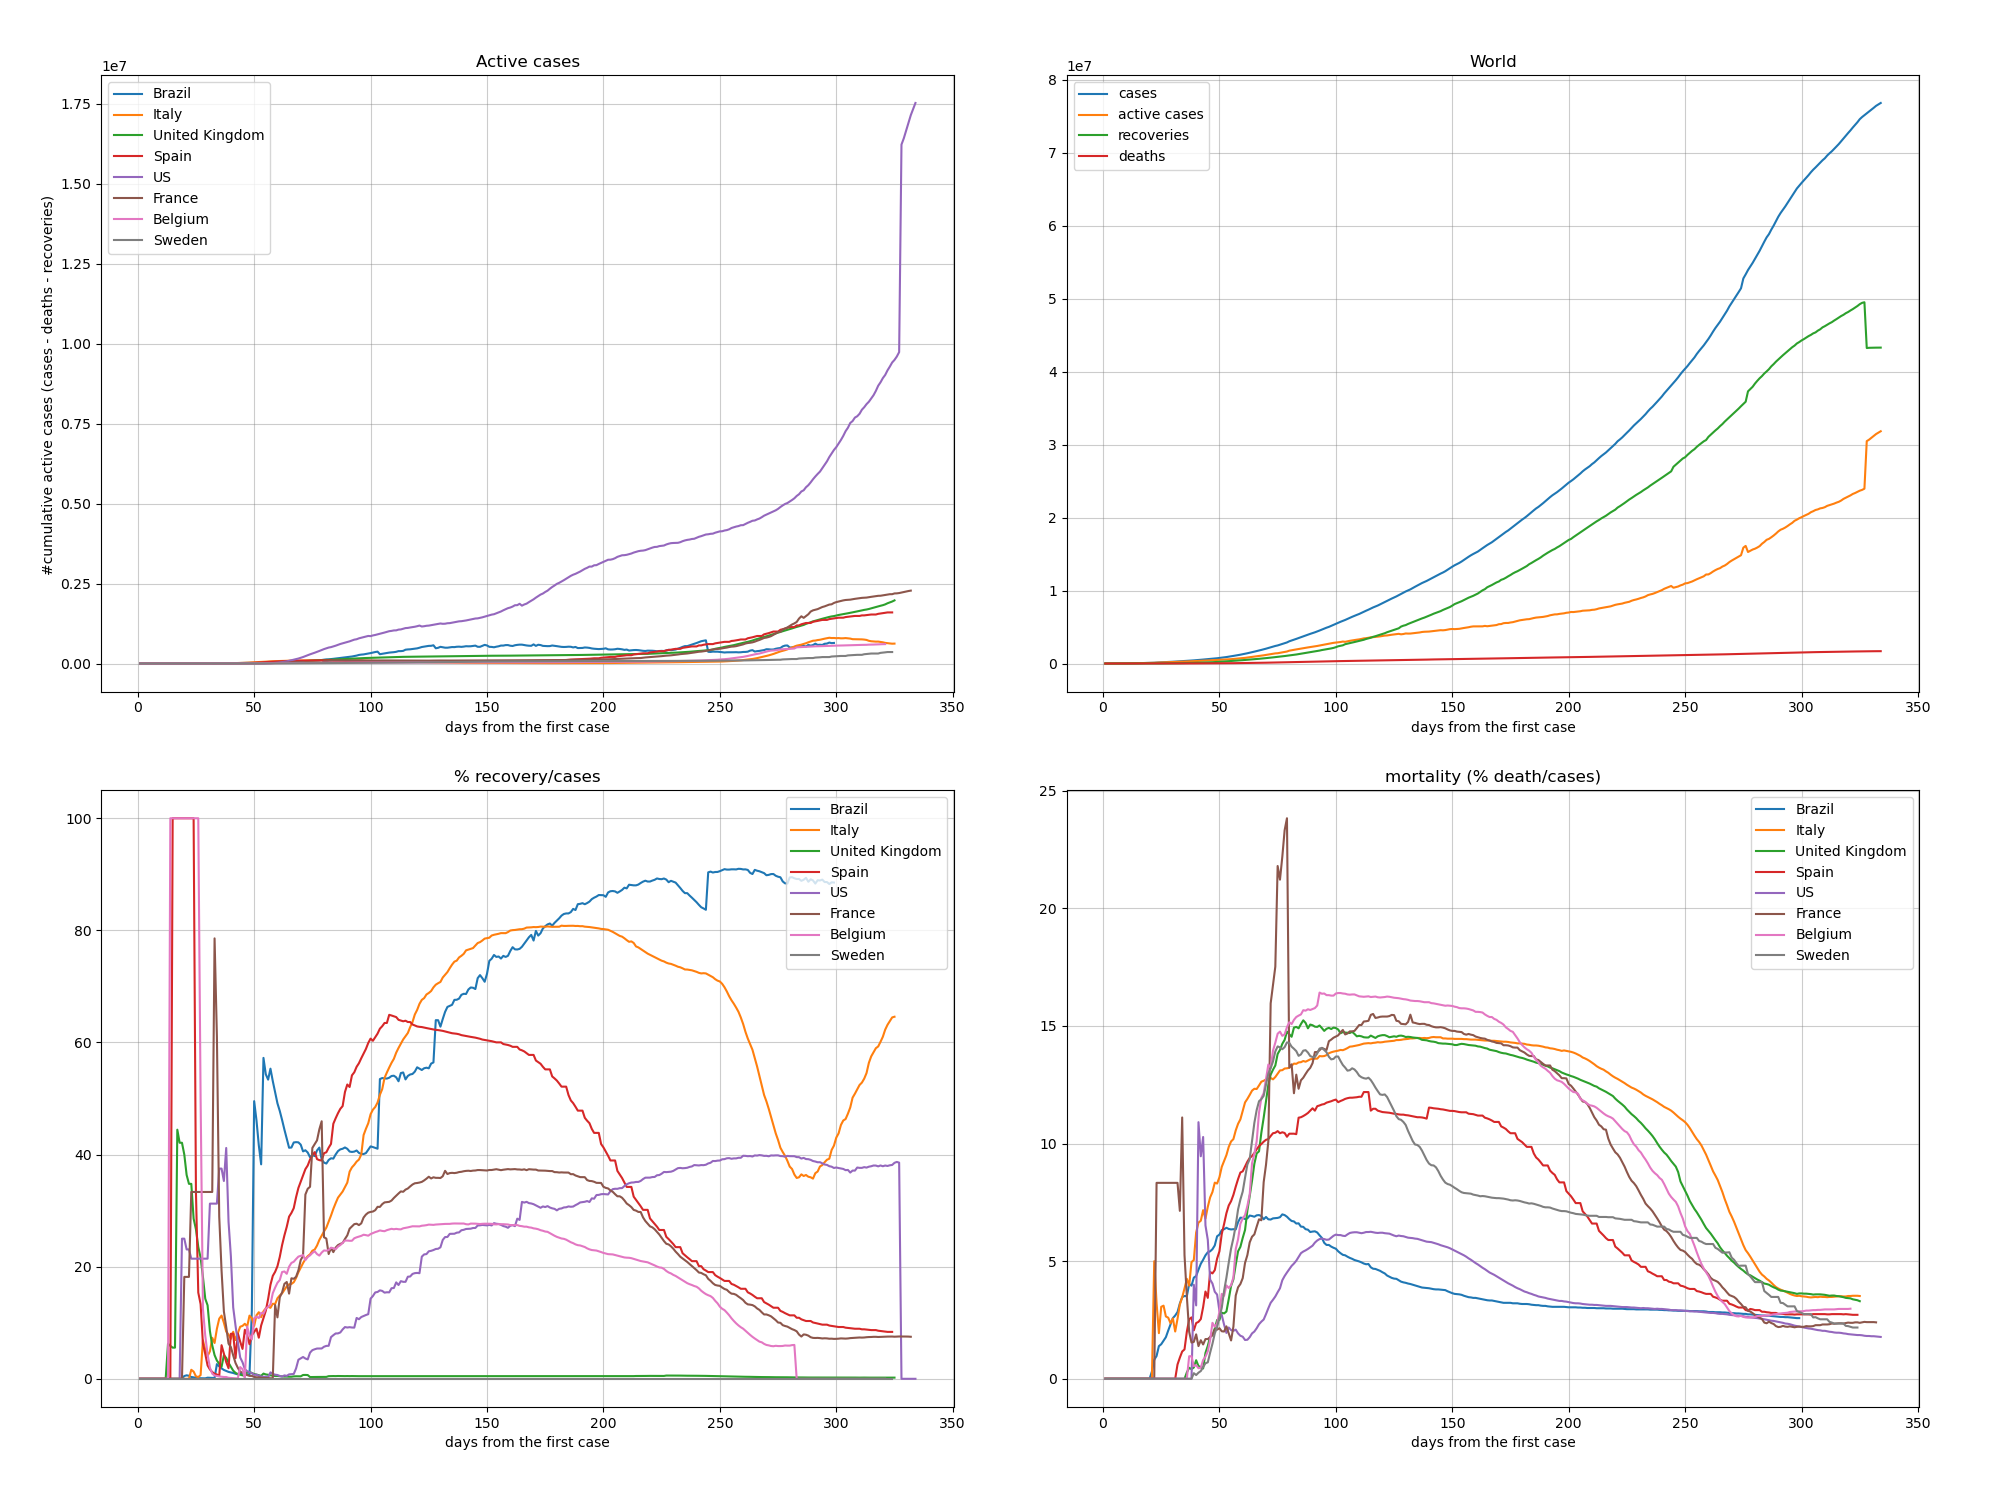 Active cases
1e7
#cumulative active cases (cases - deaths - recoveries)
1.75
1.50
1.25
1.00
0.75
0.50
0.25
0.00
Brazil
Italy
United Kingdom
Spain
US
France
Belgium
Sweden
0 50 100 150 200 250 300 350
days from the first case
World
1e7
8
7
6
5
4
3
2
1
0
cases
active cases
recoveries
deaths
0 50 100 150 200 250 300 350
days from the first case
% recovery/cases
100
80
60
40
20
0
Brazil
Italy
United Kingdom
Spain
US
France
Belgium
Sweden
0 50 100 150 200 250 300 350
days from the first case
mortality (% death/cases)
25
20
15
10
5
0
Brazil
Italy
United Kingdom
Spain
US
France
Belgium
Sweden
0 50 100 150 200 250 300 350
days from the first case